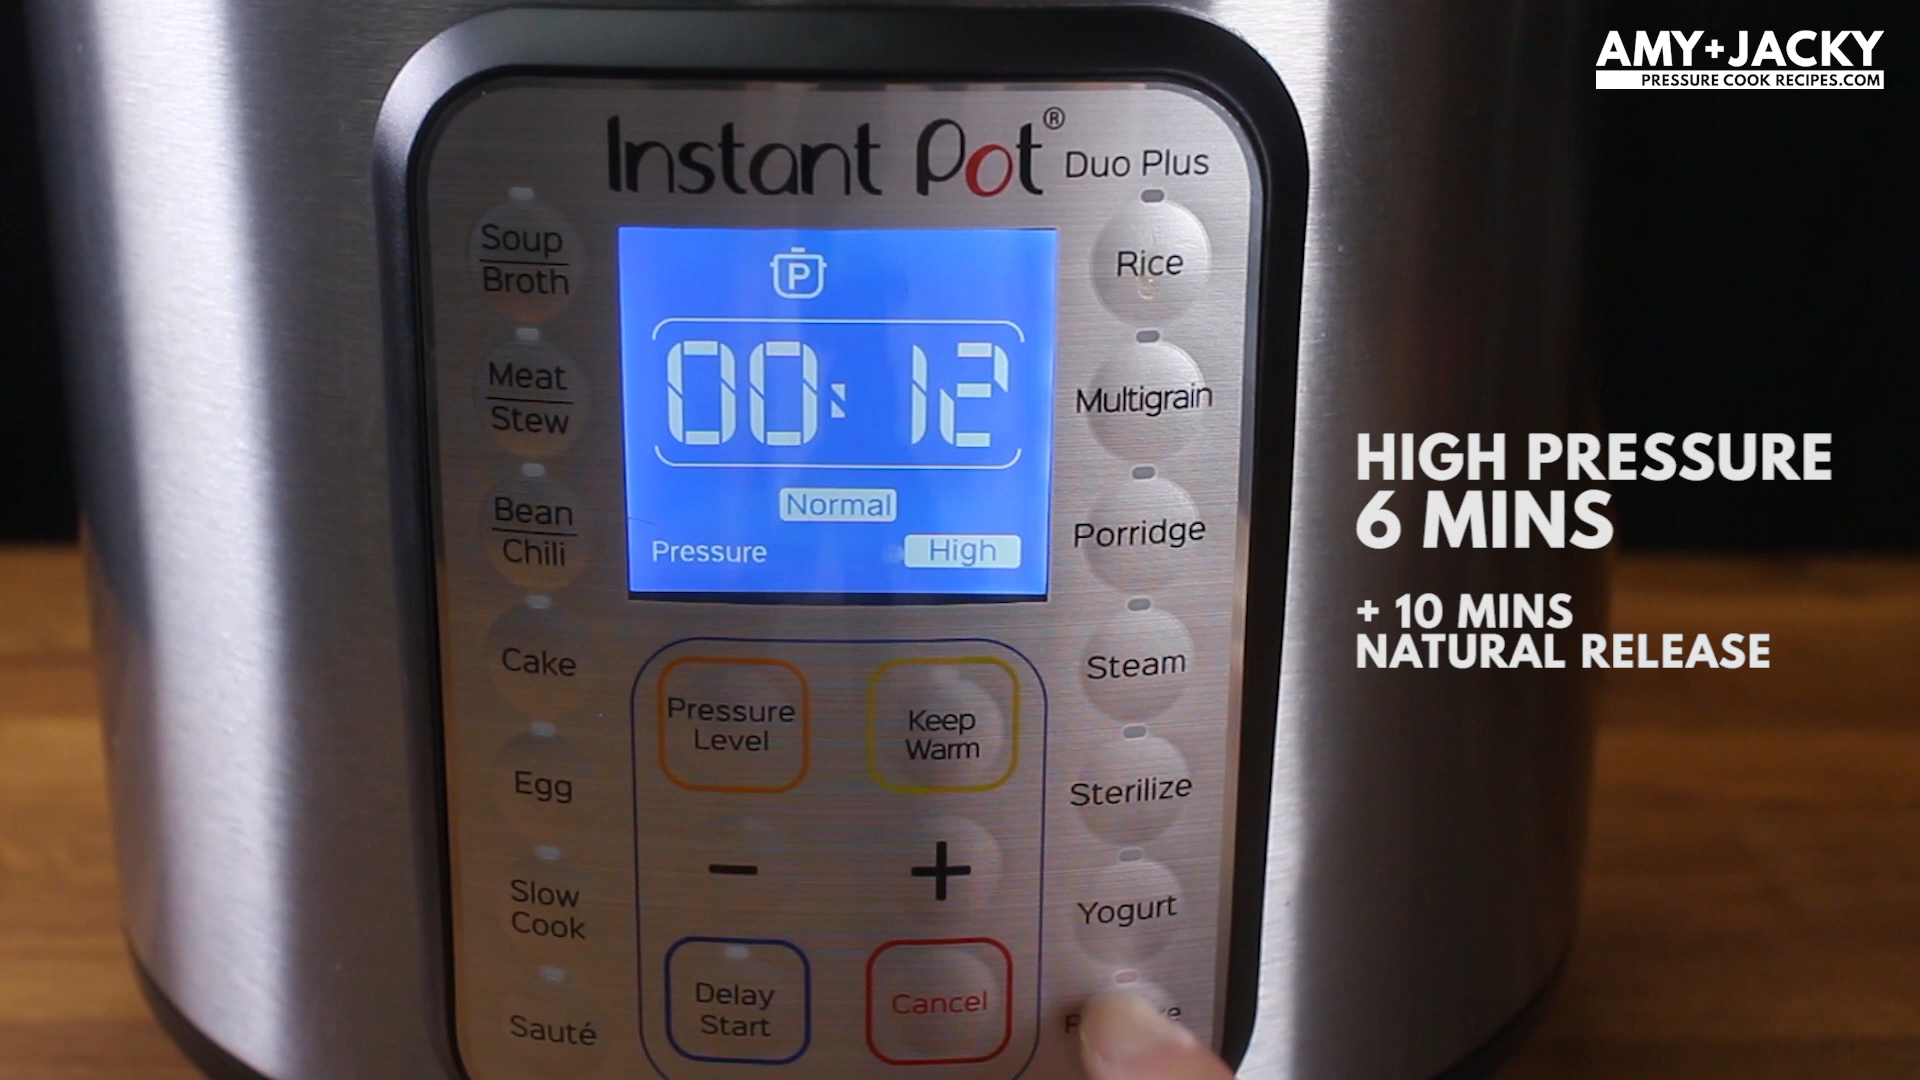 AMY+JACKY
PRESSURE COOK RECIPES.COM
Instant Pot® Duo Plus
Soup
Broth
Meat
Stew
Bean
Chili
Cake
Egg
Slow
Cook
Sauté
P
00:12
Normal
Pressure High
Pressure
Level
Keep
Warm
-
+
Delay
Start
Cancel
Rice
Multigrain
Porridge
Steam
Sterilize
Yogurt
HIGH PRESSURE
6 MINS
+ 10 MINS
NATURAL RELEASE